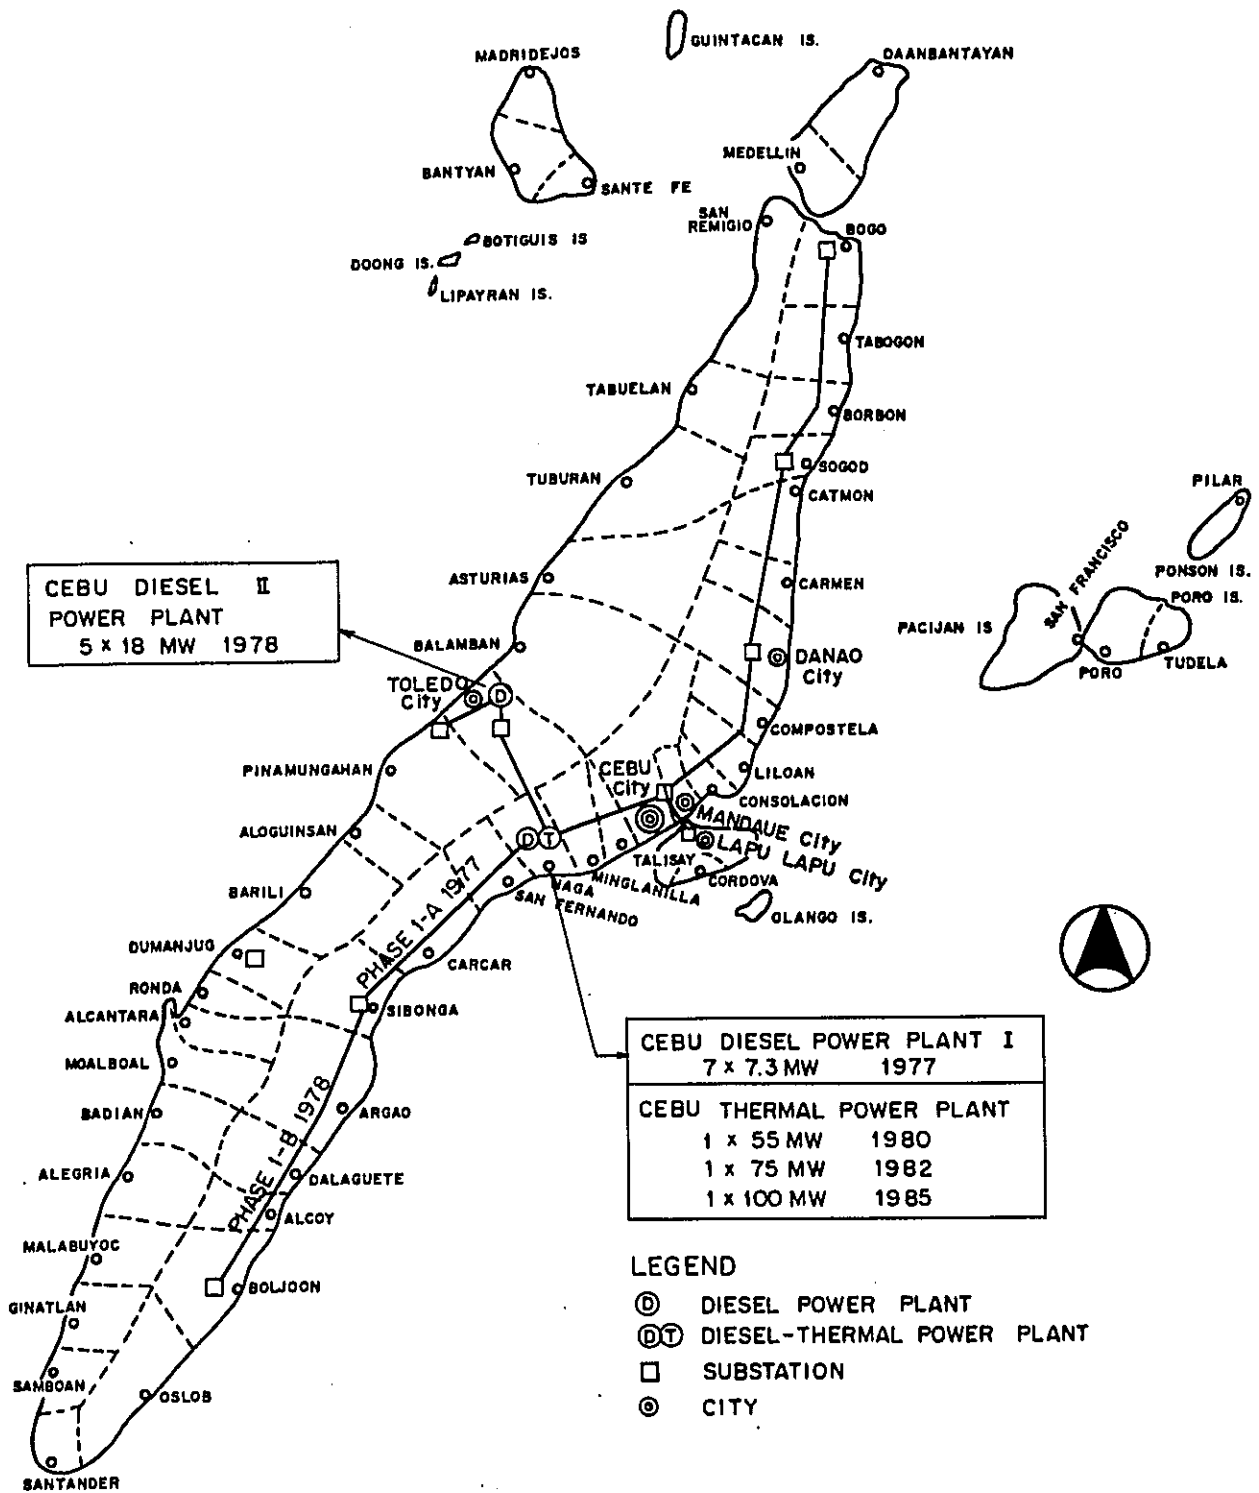 GUINTACAN IS.
MADRIDEJOS
DAANBANTAYAN
MEDELLIN
BANTYAN
SANTE FE
SAN
REMIGIO
BOGO
BOTIGUIS IS
DOONG IS.
LIPAYRAN IS.
TABOGON
TABUELAN
BORBON
SOGOD
TUBURAN
CATMON
PILAR
SAN FRANCISCO
ASTURIAS
CARMEN
PONSON IS.
PORO IS.
CEBU DIESEL II
POWER PLANT
5 x 18 MW 1978
PACIJAN IS
BALAMBAN
DANAO
City
PORO
TUDELA
TOLEDO
City
D
COMPOSTELA
PINAMUNGAHAN
CEBU
City
LILOAN
CONSOLACION
MANDAUE City
ALOGUINSAN
D T
LAPU LAPU City
TALISAY
MINGLANILLA
CORDOVA
NAGA
SAN FERNANDO
OLANGO IS.
BARILI
PHASE 1-A 1977
DUMANJUG
CARCAR
RONDA
SIBONGA
ALCANTARA
MOALBOAL
CEBU DIESEL POWER PLANT I
7 x 7.3 MW 1977
BADIAN
ARGAO
CEBU THERMAL POWER PLANT
1 x 55 MW 1980
1 x 75 MW 1982
1 x 100 MW 1985
PHASE 1-B 1978
ALEGRIA
DALAGUETE
ALCOY
MALABUYOC
BOLJOON
GINATLAN
SAMBOAN
OSLOB
SANTANDER
LEGEND
D DIESEL POWER PLANT
DT DIESEL-THERMAL POWER PLANT
SUBSTATION
CITY